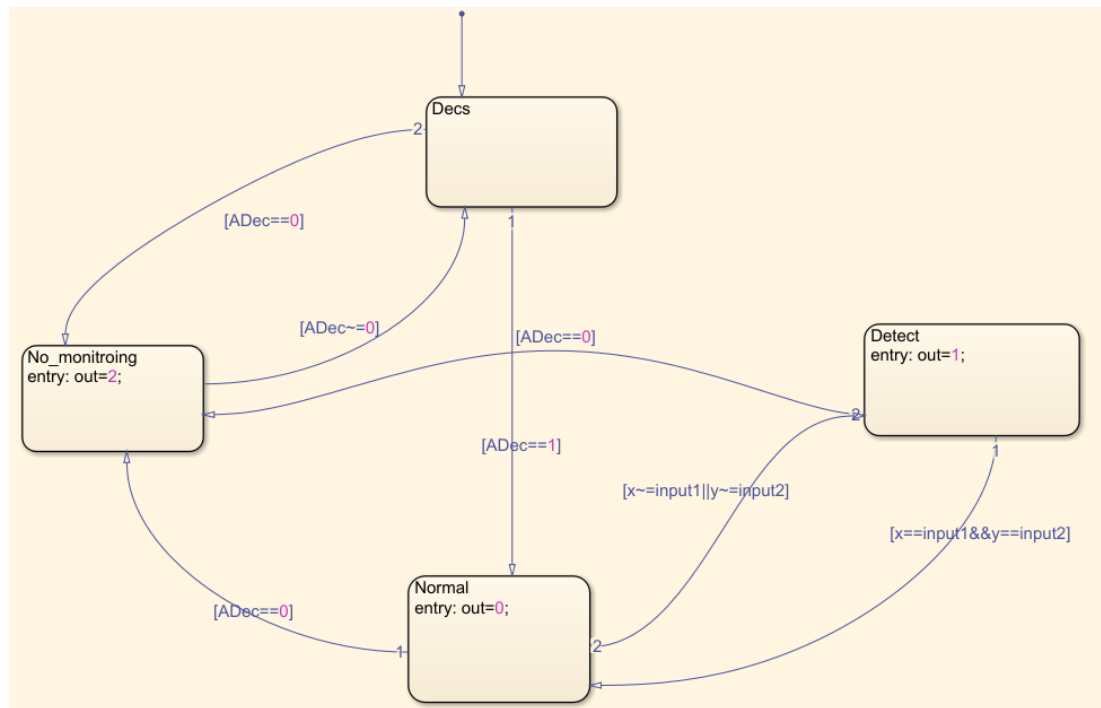 Decs
2
[ADec==0]
1
[ADec~=0]
[ADec==0]
Detect
entry: out=1;
No_monitroing
entry: out=2;
2
[ADec==1]
1
[x~=input1||y~=input2]
[x==input1&&y==input2]
Normal
entry: out=0;
[ADec==0]
1
2